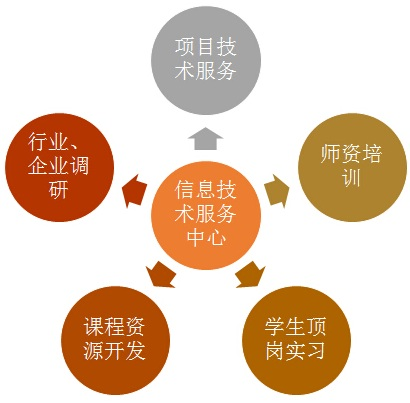 项目技
术服务
行业、
企业调
研
师资培
训
信息技
术服务
中心
课程资
源开发
学生顶
岗实习